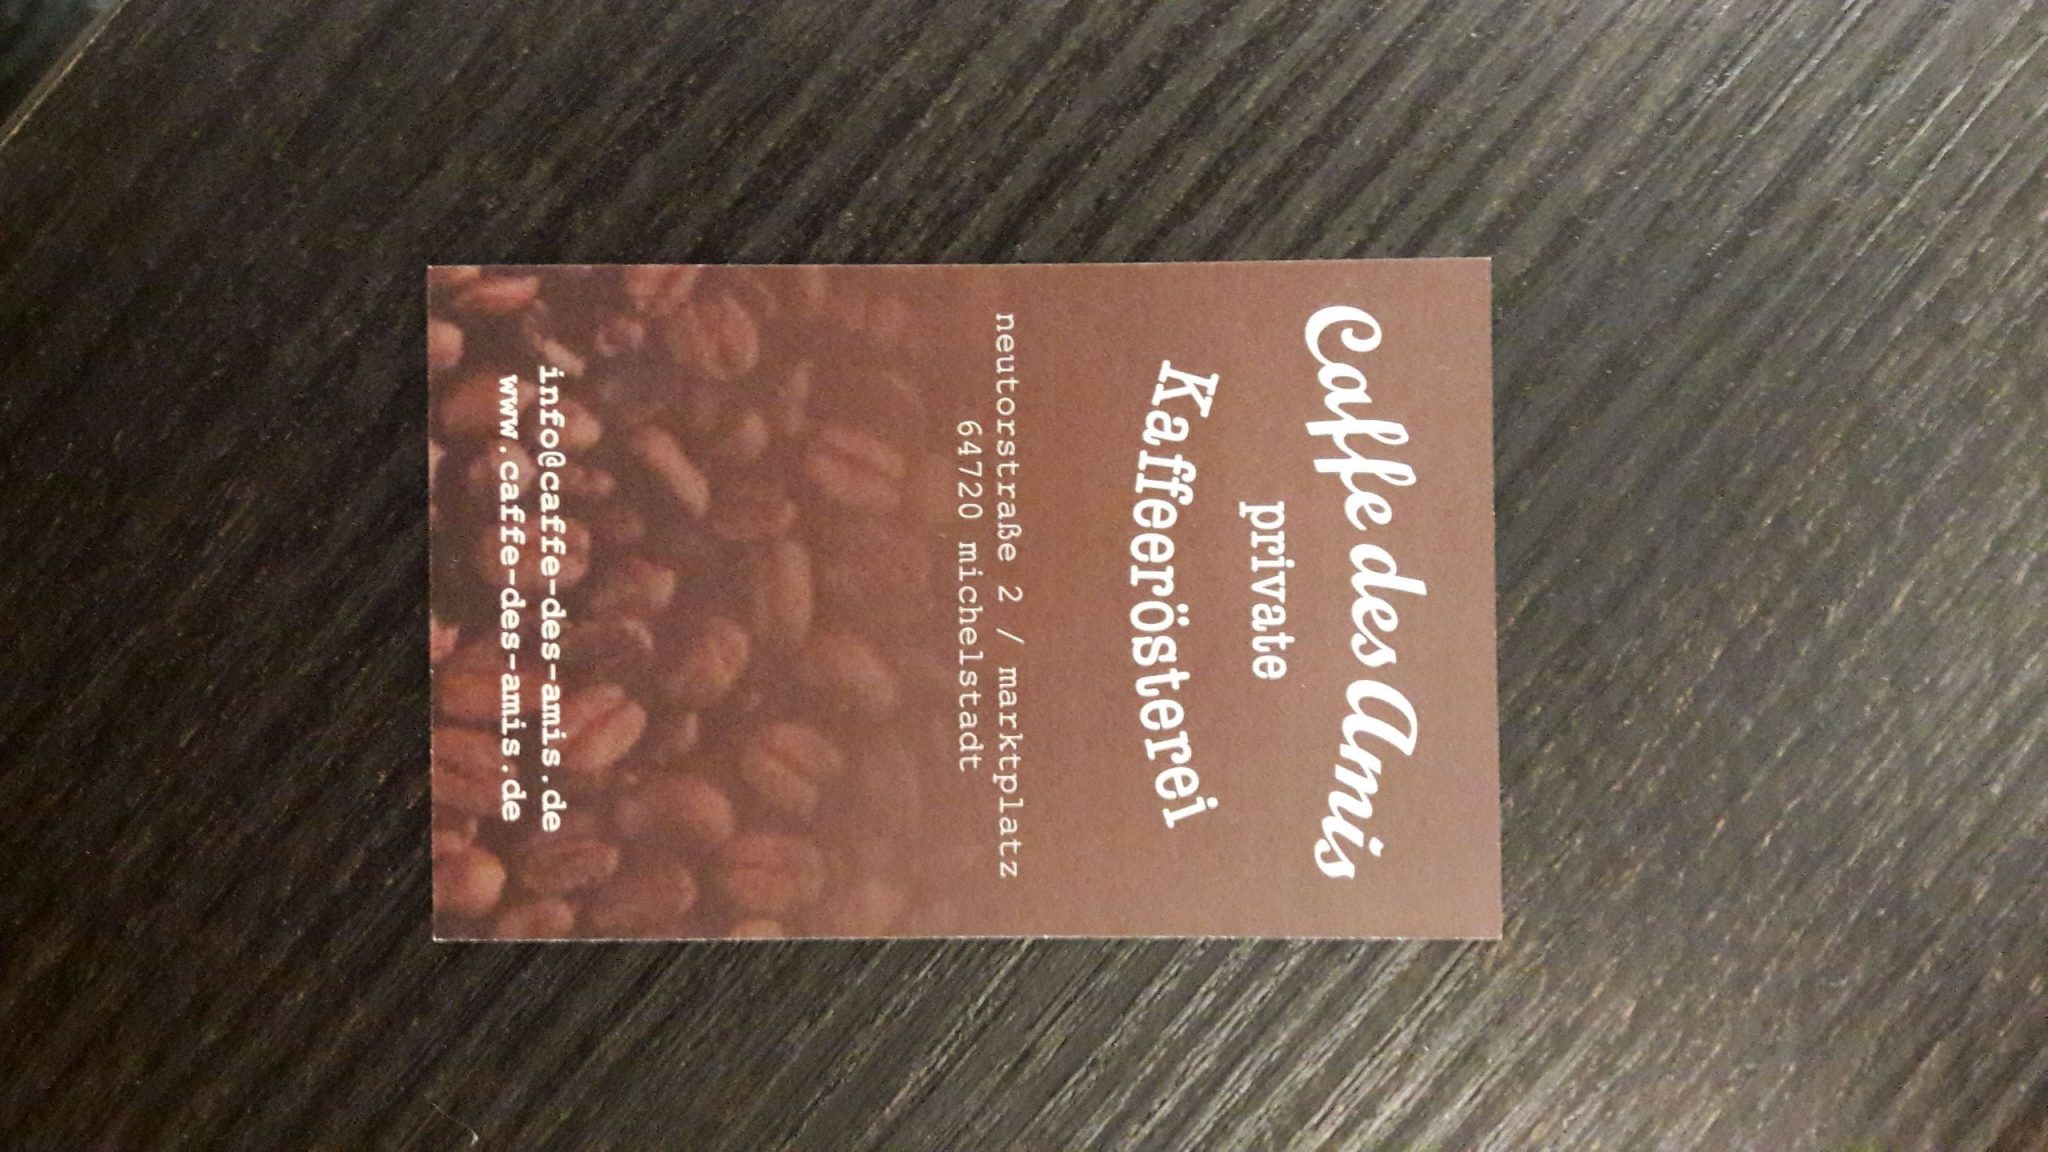 Caffe des Amis
private
Kaffeerösterei
neutorstraße 2 / marktplatz
64720 michelstadt
info@caffe-des-amis.de
www.caffe-des-amis.de